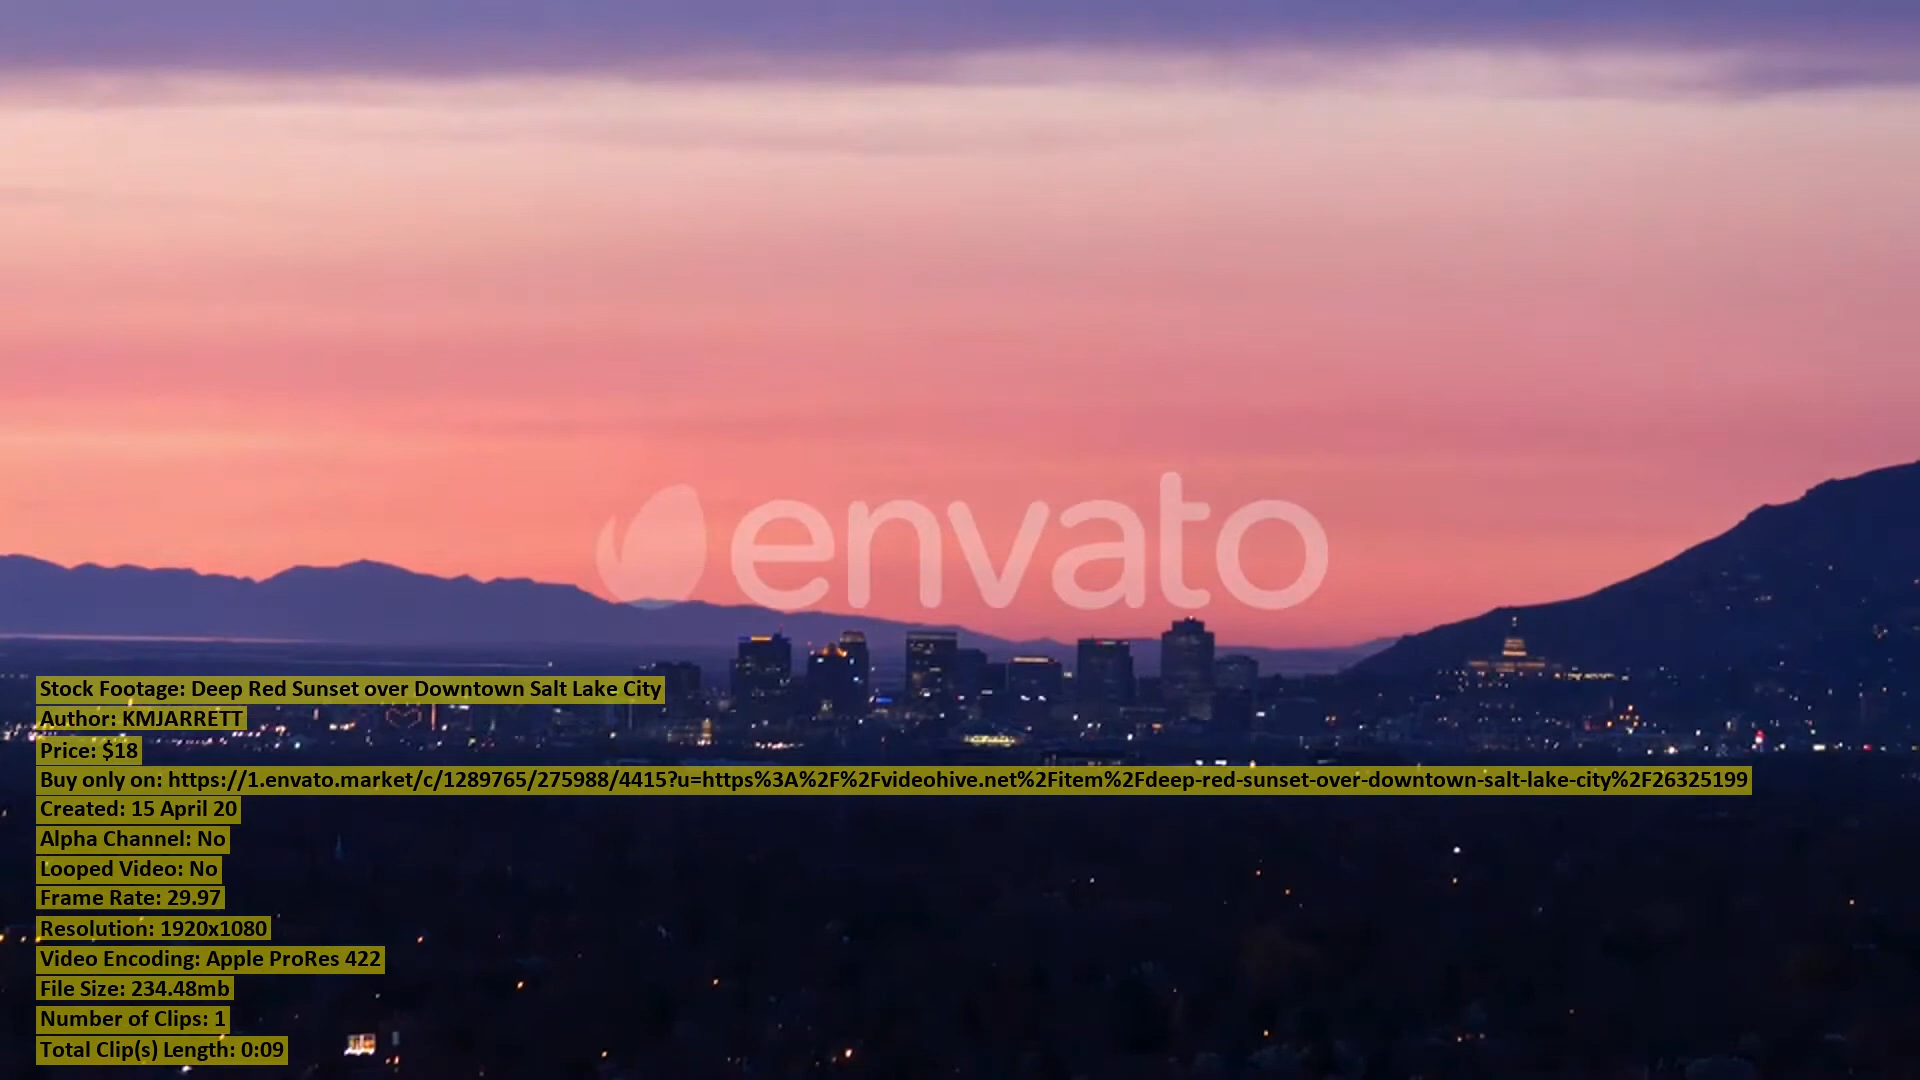 envato
Stock Footage: Deep Red Sunset over Downtown Salt Lake City
Author: KMJARRETT
Price: $18
Buy only on: https://1.envato.market/c/1289765/275988/4415?u=https%3A%2F%2Fvideohive.net%2Fitem%2Fdeep-red-sunset-over-downtown-salt-lake-city%2F26325199
Created: 15 April 20
Alpha Channel: No
Looped Video: No
Frame Rate: 29.97
Resolution: 1920x1080
Video Encoding: Apple ProRes 422
File Size: 234.48mb
Number of Clips: 1
Total Clip(s) Length: 0:09